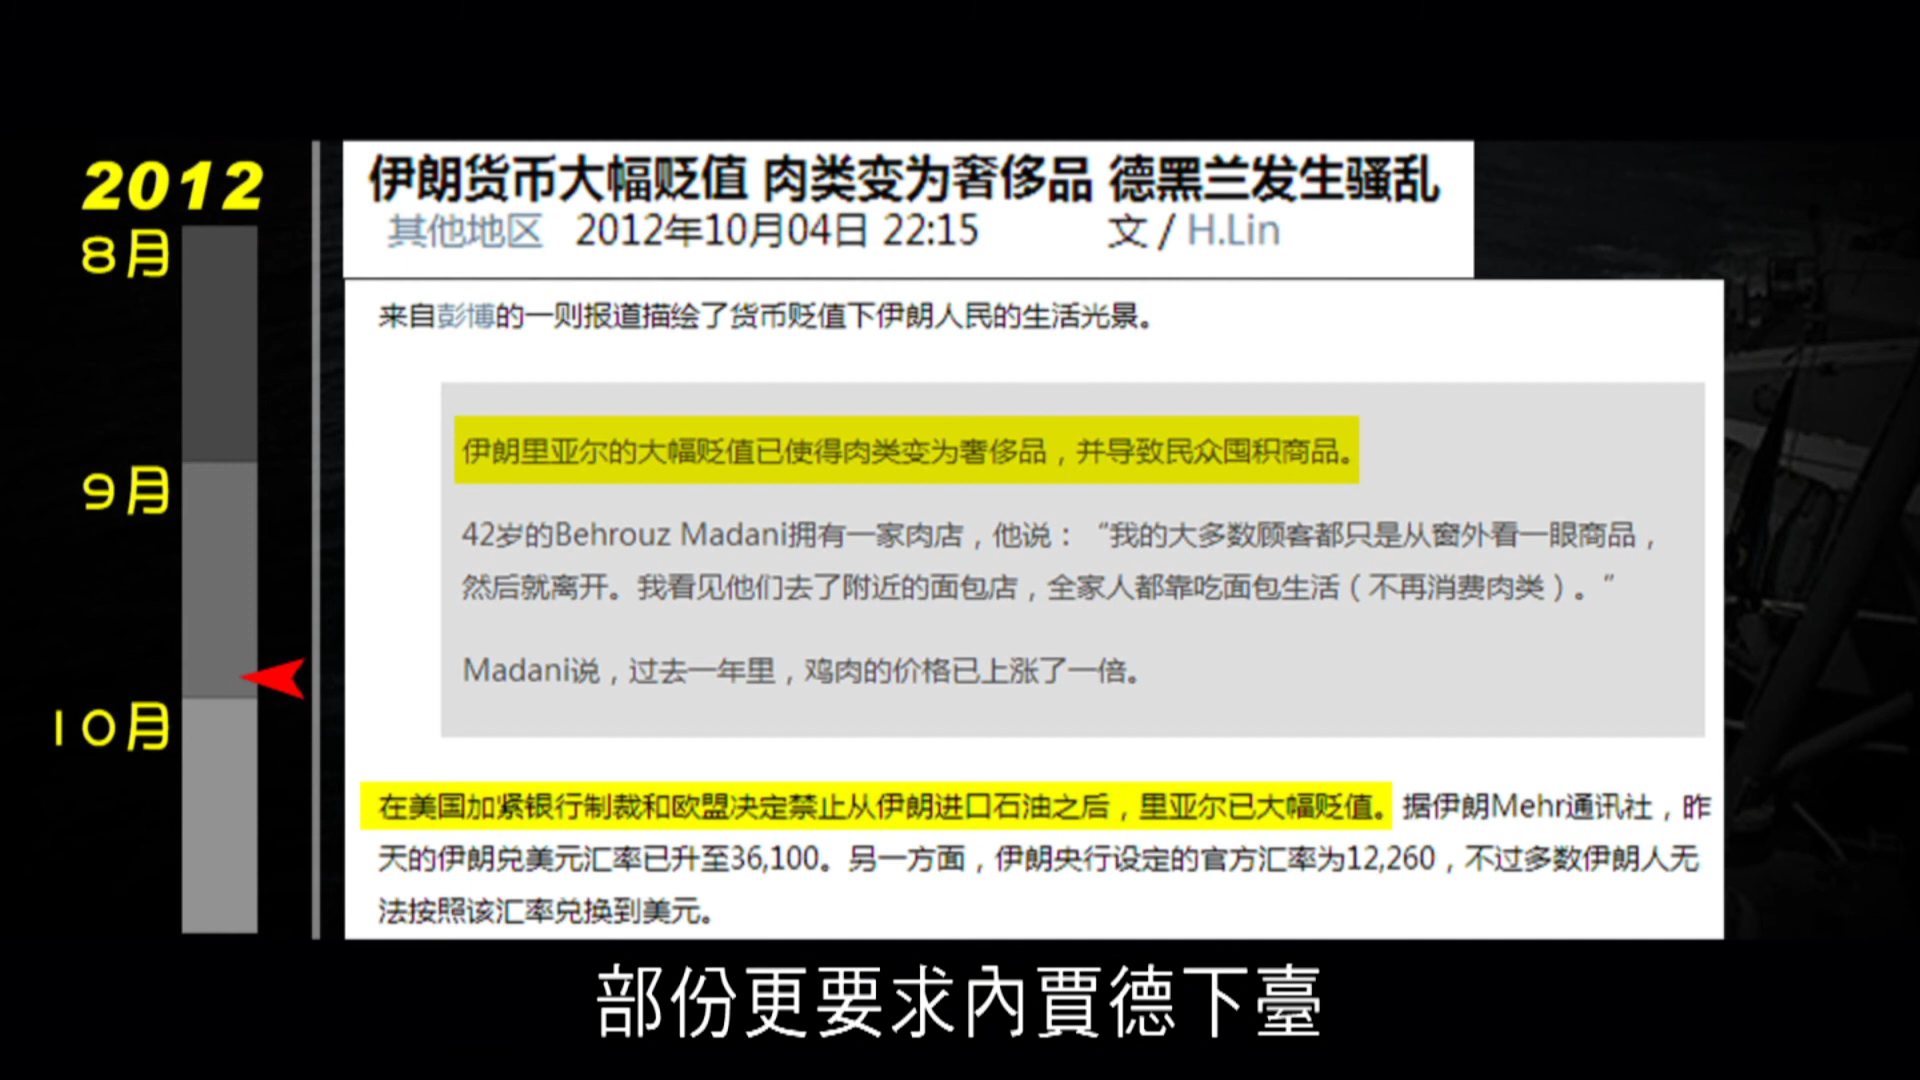 2012
8月
9月
10月
伊朗货币大幅贬值 肉类变为奢侈品 德黑兰发生骚乱
其他地区 2012年10月04日 22:15 文 / H.Lin
来自彭博的一则报道描绘了货币贬值下伊朗人民的生活光景。
伊朗里亚尔的大幅贬值已使得肉类变为奢侈品，并导致民众囤积商品。
42岁的Behrouz Madani拥有一家肉店，他说：“我的大多数顾客都只是从窗外看一眼商品，
然后就离开。我看见他们去了附近的面包店，全家人都靠吃面包生活（不再消费肉类）。”
Madani说，过去一年里，鸡肉的价格已上涨了一倍。
在美国加紧银行制裁和欧盟决定禁止从伊朗进口石油之后，里亚尔已大幅贬值。据伊朗Mehr通讯社，昨
天的伊朗兑美元汇率已升至36,100。另一方面，伊朗央行设定的官方汇率为12,260，不过多数伊朗人无
法按照该汇率兑换到美元。
部份更要求內賈德下臺